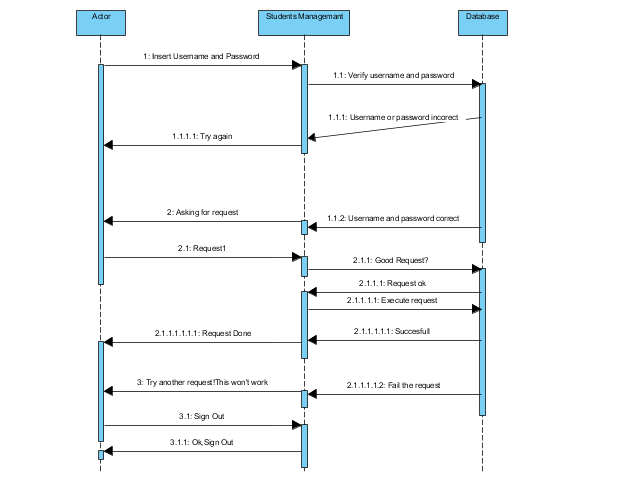 Actor
Students Management
Database
1: Insert Username and Password
1.1: Verify username and password
1.1.1: Username or password incorect
1.1.1.1: Try again
2: Asking for request
1.1.2: Username and password correct
2.1: Request1
2.1.1: Good Request?
2.1.1.1: Request ok
2.1.1.1.1: Execute request
2.1.1.1.1.1.1: Request Done
2.1.1.1.1.1: Succesfull
3: Try another request!This won't work
2.1.1.1.1.2: Fail the request
3.1: Sign Out
3.1.1: Ok,Sign Out